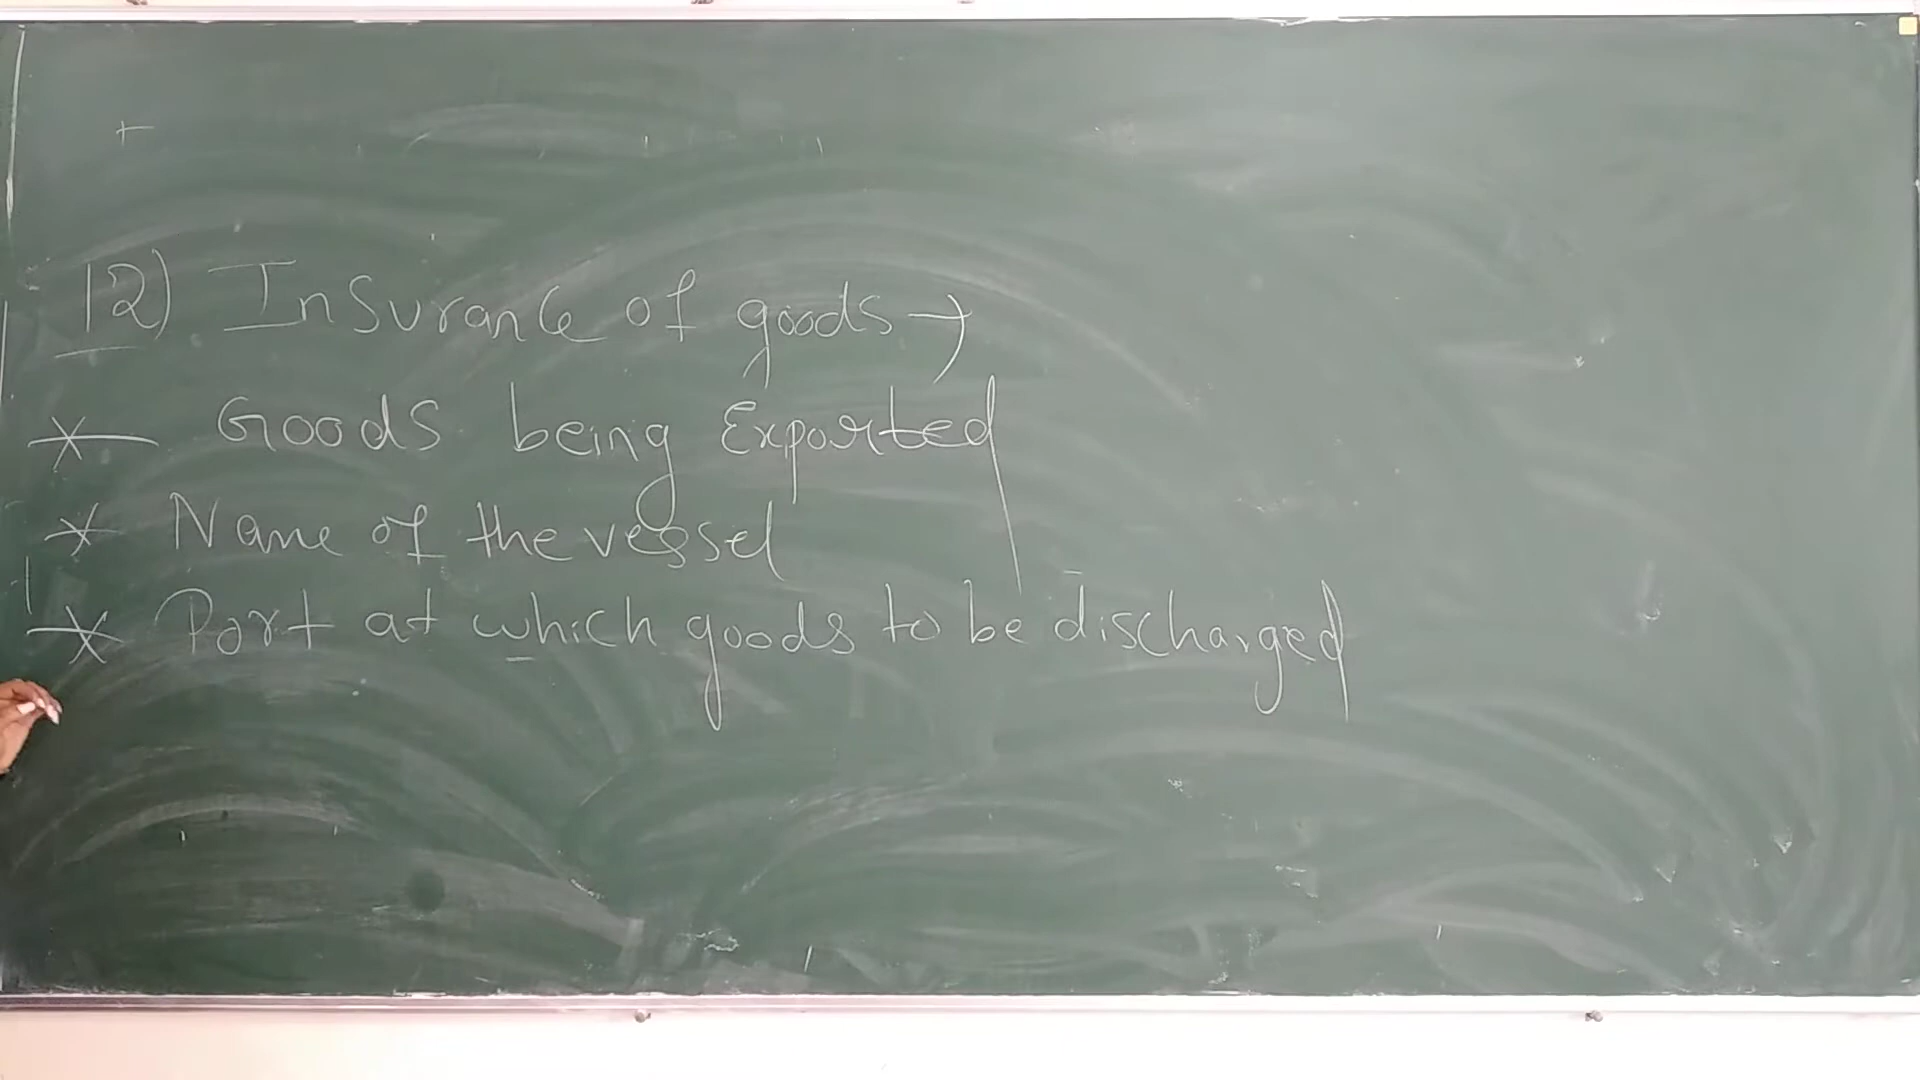 12) Insurance of goods →
* Goods being Exported
* Name of the vessel
* Port at which goods to be discharged